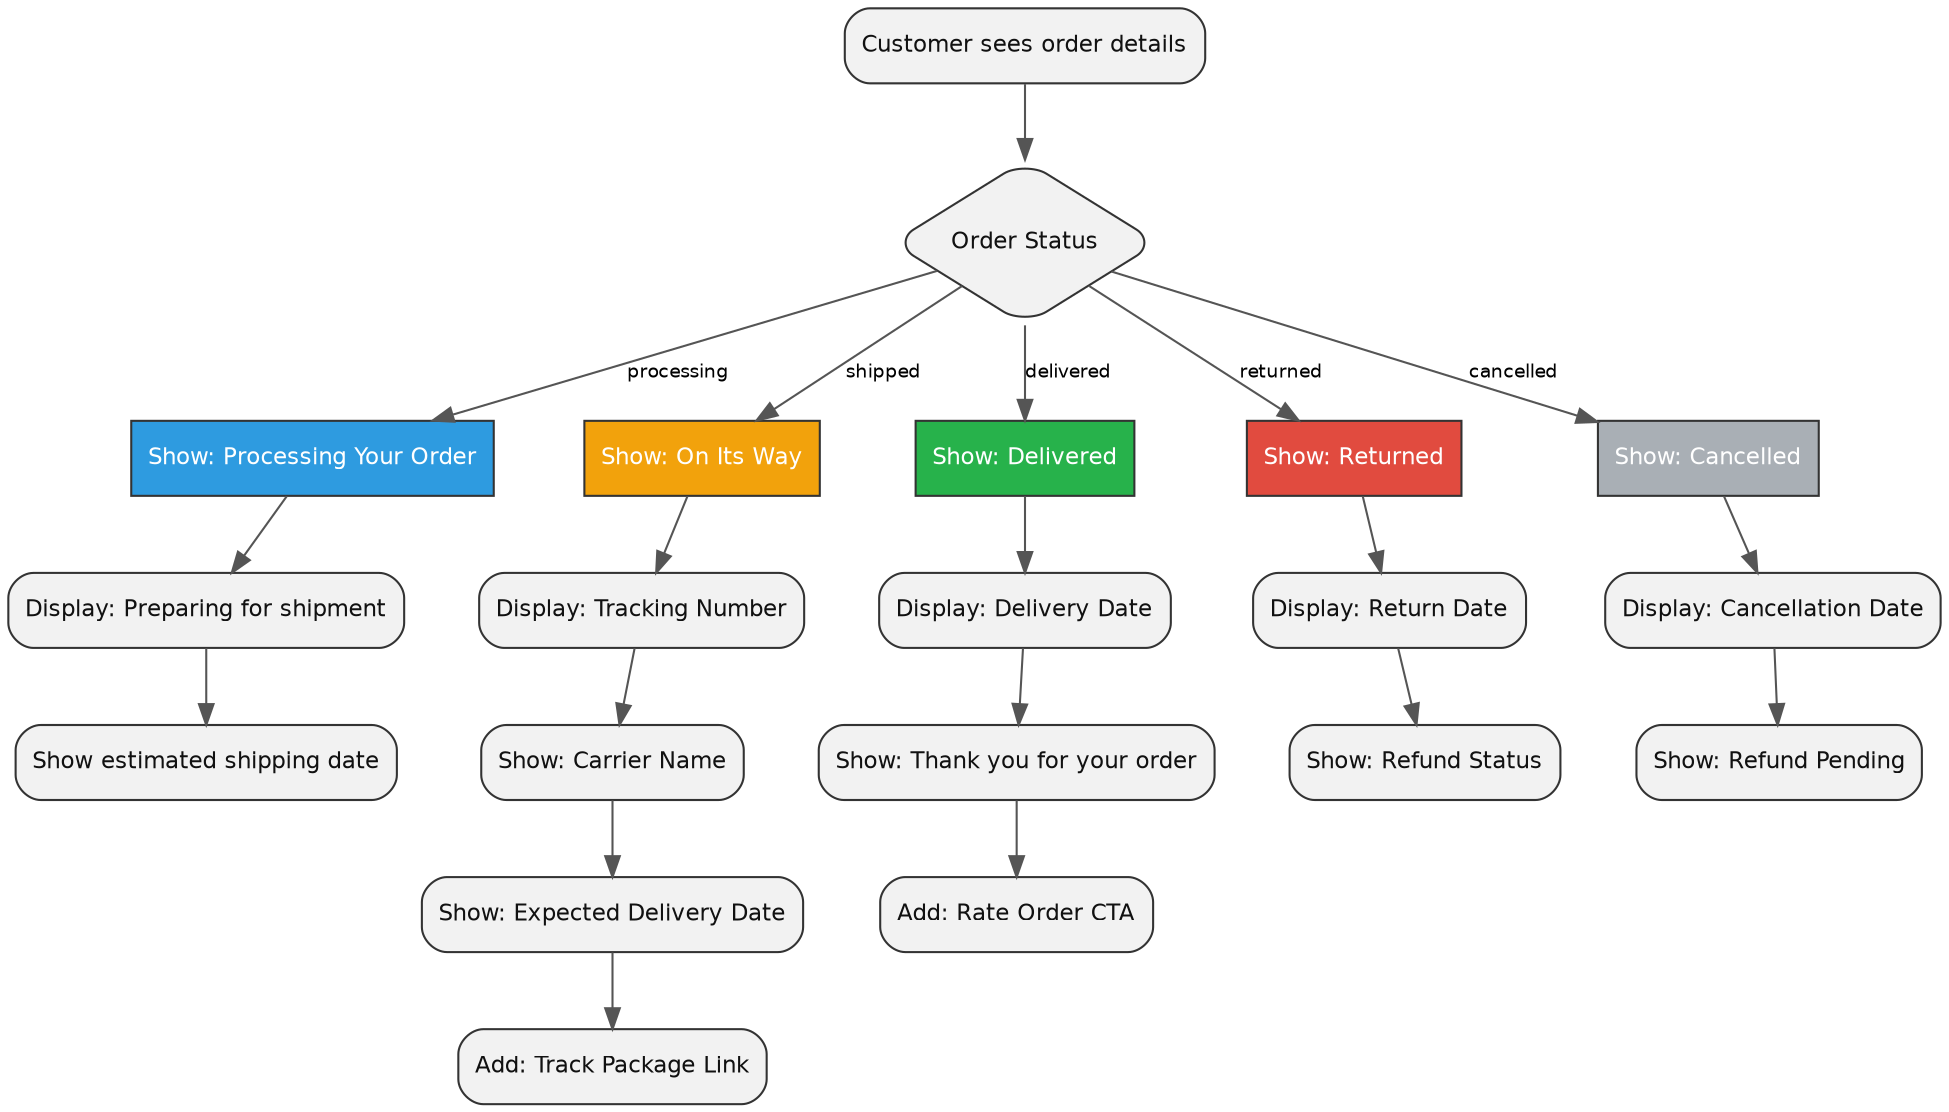 Customer sees order details
Order Status
processing
shipped
delivered
returned
cancelled
Show: Processing Your Order
Show: On Its Way
Show: Delivered
Show: Returned
Show: Cancelled
Display: Preparing for shipment
Display: Tracking Number
Display: Delivery Date
Display: Return Date
Display: Cancellation Date
Show estimated shipping date
Show: Carrier Name
Show: Thank you for your order
Show: Refund Status
Show: Refund Pending
Show: Expected Delivery Date
Add: Rate Order CTA
Add: Track Package Link